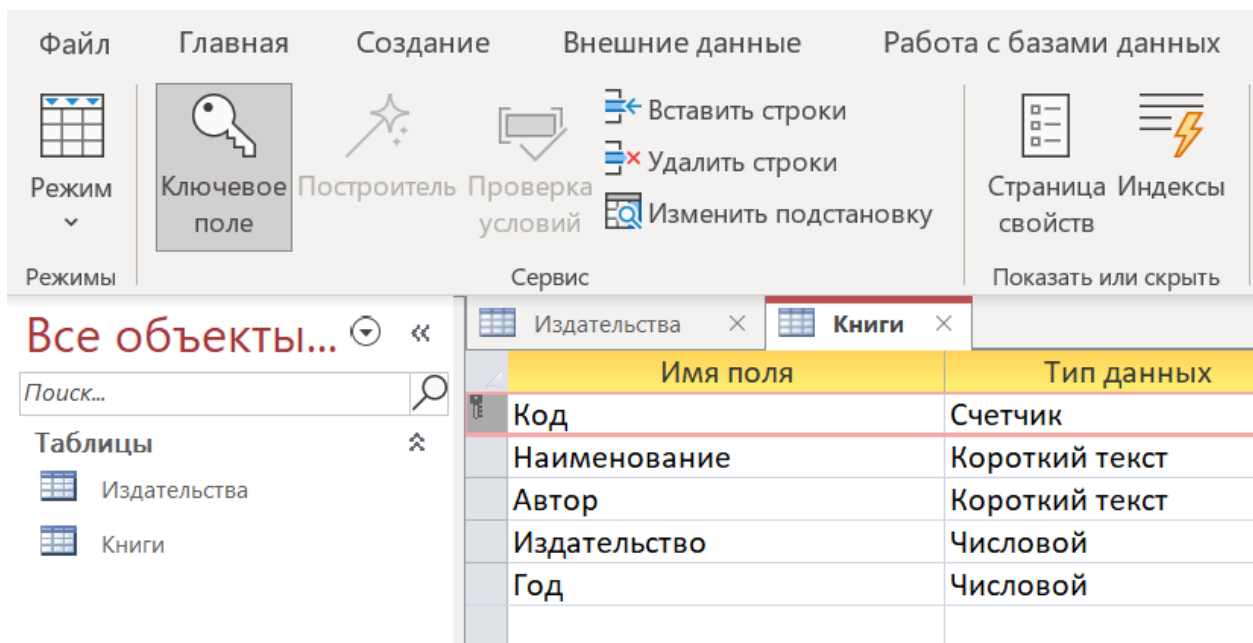 Файл Главная Создание Внешние данные Работа с базами данных
Режим
Ключевое поле
Построитель
Проверка условий
Вставить строки
Удалить строки
Изменить подстановку
Страница свойств
Индексы
Режимы Сервис Показать или скрыть
Все объекты...
Поиск...
Таблицы
Издательства
Книги
Издательства Книги
Имя поля Тип данных
Код Счетчик
Наименование Короткий текст
Автор Короткий текст
Издательство Числовой
Год Числовой